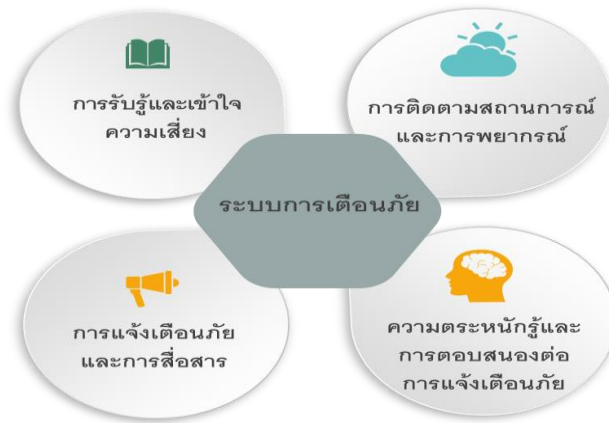 การรับรู้และเข้าใจ
ความเสี่ยง
การติดตามสถานการณ์
และการพยากรณ์
ระบบการเตือนภัย
การแจ้งเตือนภัย
และการสื่อสาร
ความตระหนักรู้และ
การตอบสนองต่อ
การแจ้งเตือนภัย